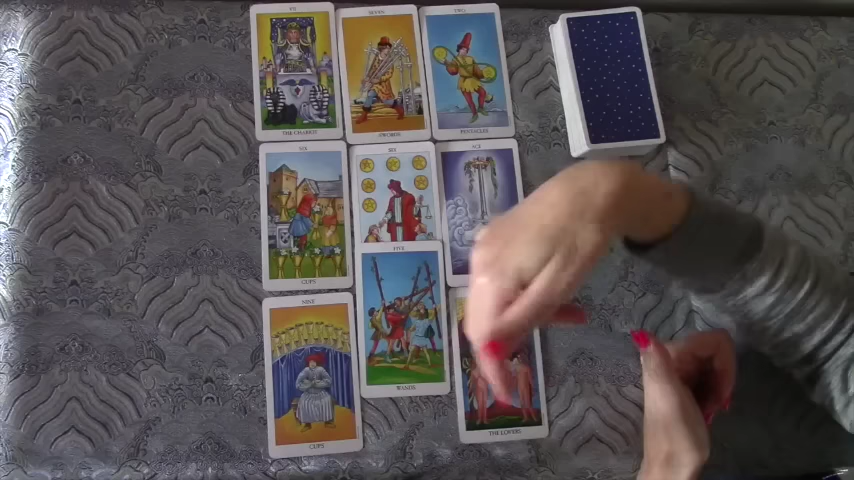 VII
SEVEN
TWO
THE CHARIOT
SWORDS
PENTACLES
SIX
SIX
ACE
CUPS
FIVE
NINE
WANDS
CUPS
THE LOVERS